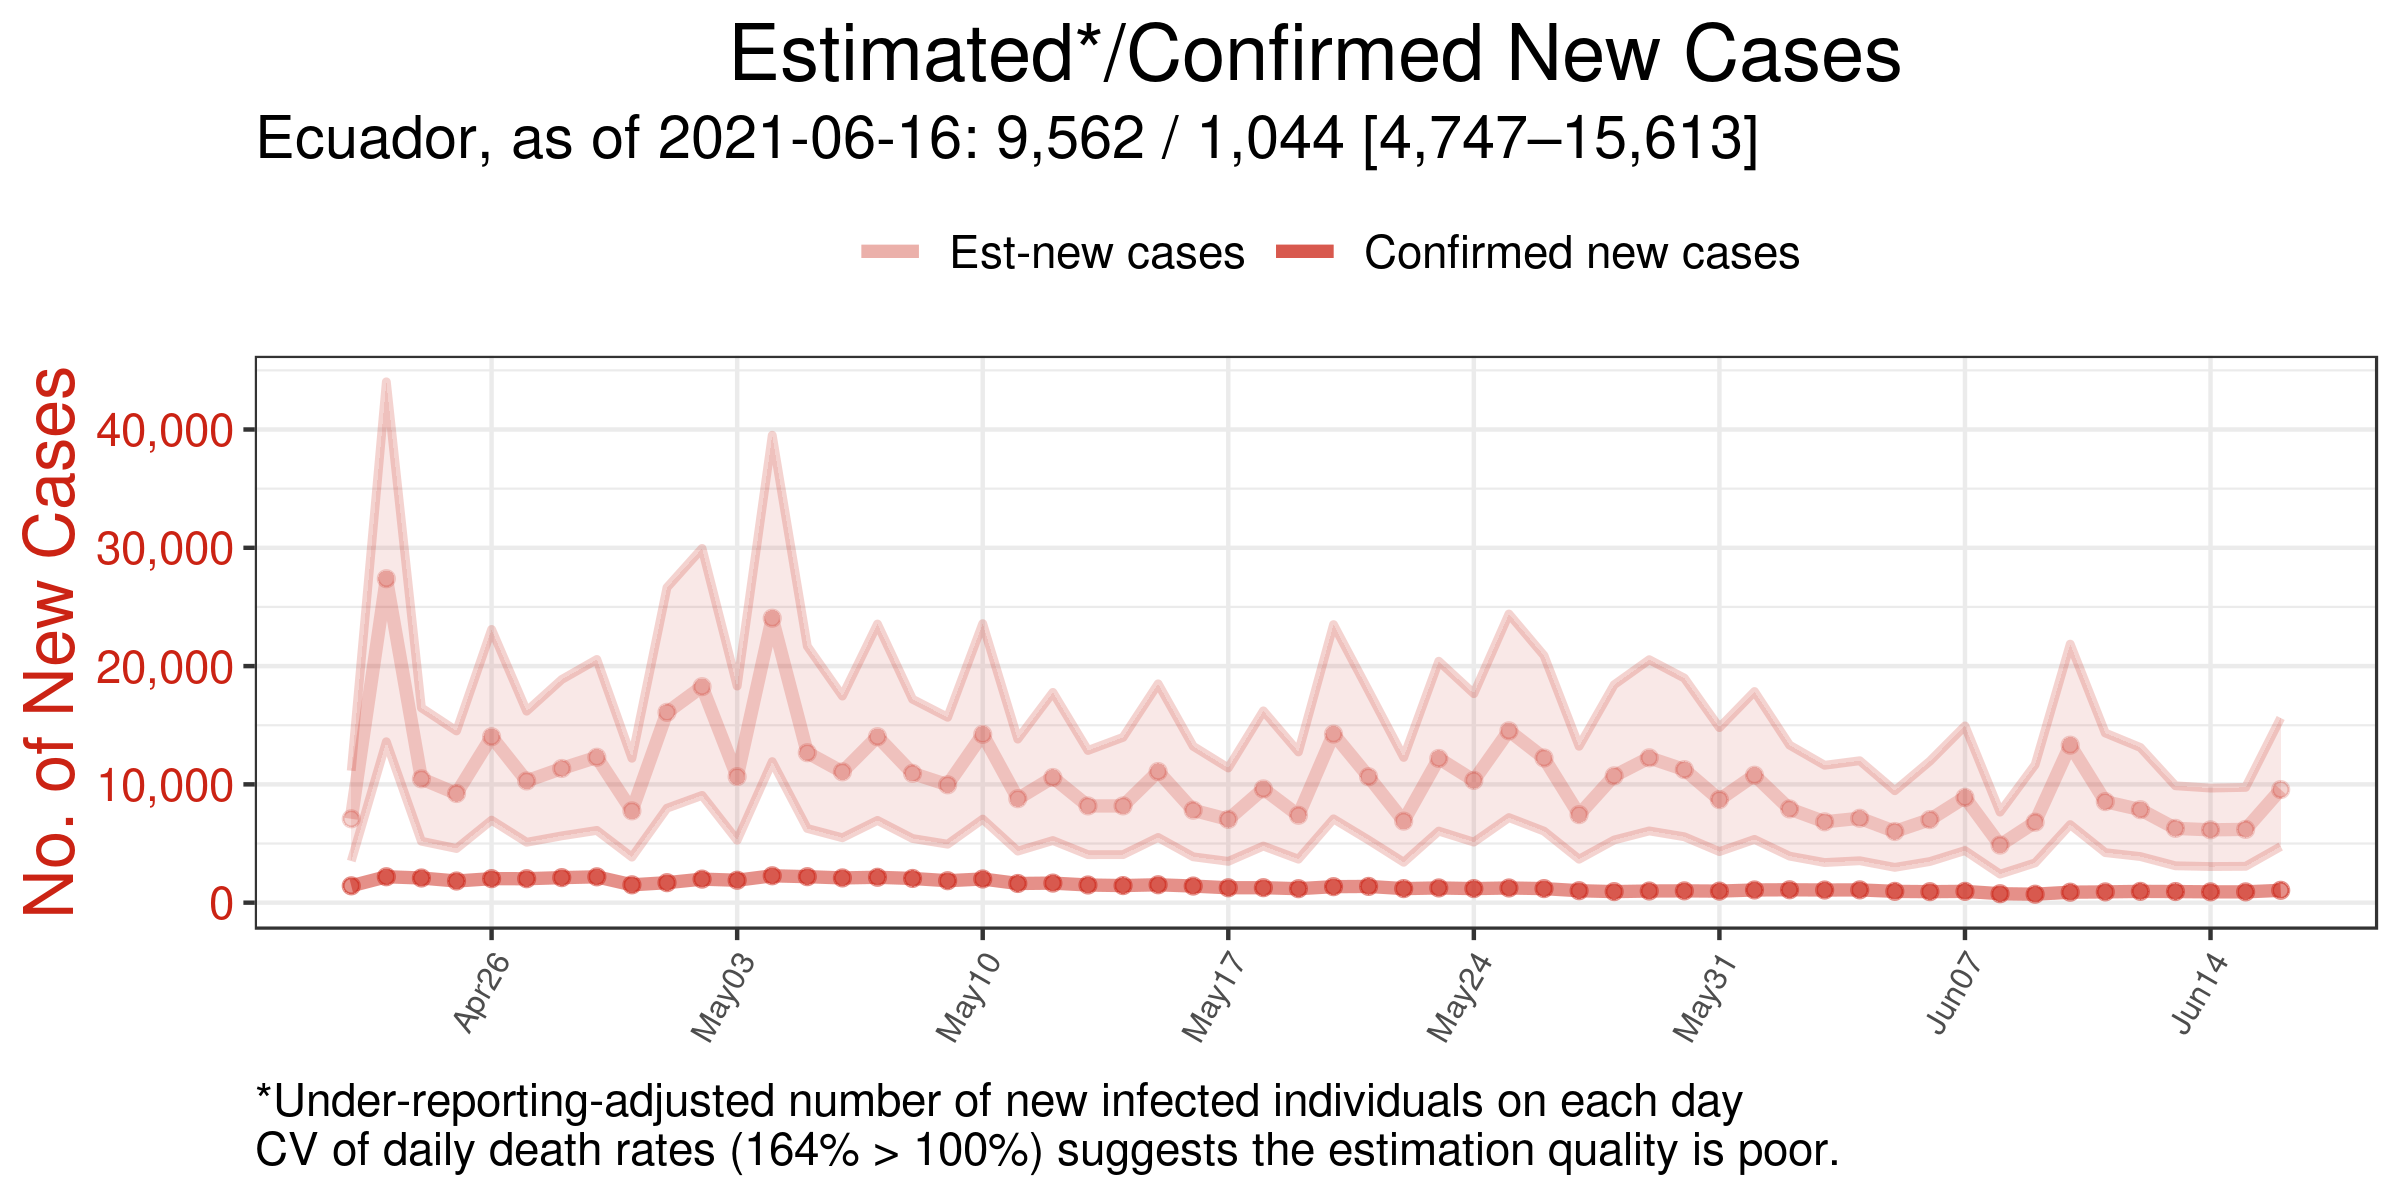 Estimated*/Confirmed New Cases
Ecuador, as of 2021-06-16: 9,562 / 1,044 [4,747–15,613]
Est-new cases
Confirmed new cases
No. of New Cases
40,000
30,000
20,000
10,000
0
Apr26
May03
May10
May17
May24
May31
Jun07
Jun14
*Under-reporting-adjusted number of new infected individuals on each day
CV of daily death rates (164% > 100%) suggests the estimation quality is poor.